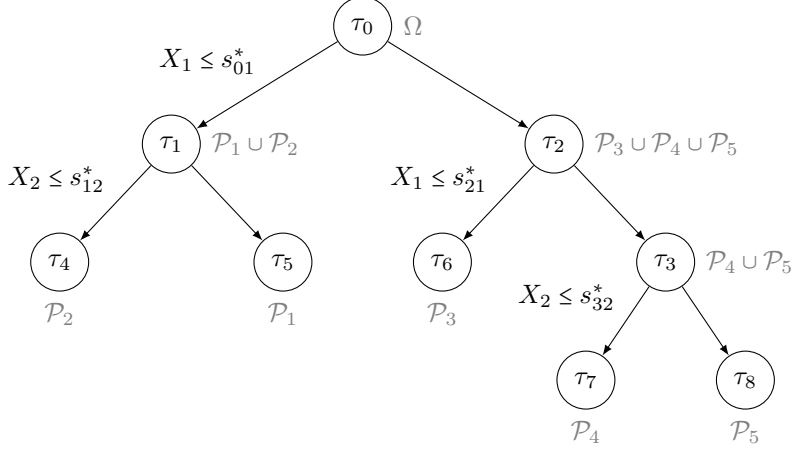 τ₀ Ω
X₁ ≤ s*₀₁
τ₁ 𝒫₁ ∪ 𝒫₂
τ₂ 𝒫₃ ∪ 𝒫₄ ∪ 𝒫₅
X₂ ≤ s*₁₂
X₁ ≤ s*₂₁
τ₄
τ₅
τ₆
τ₃ 𝒫₄ ∪ 𝒫₅
𝒫₂
𝒫₁
𝒫₃
X₂ ≤ s*₃₂
τ₇
τ₈
𝒫₄
𝒫₅